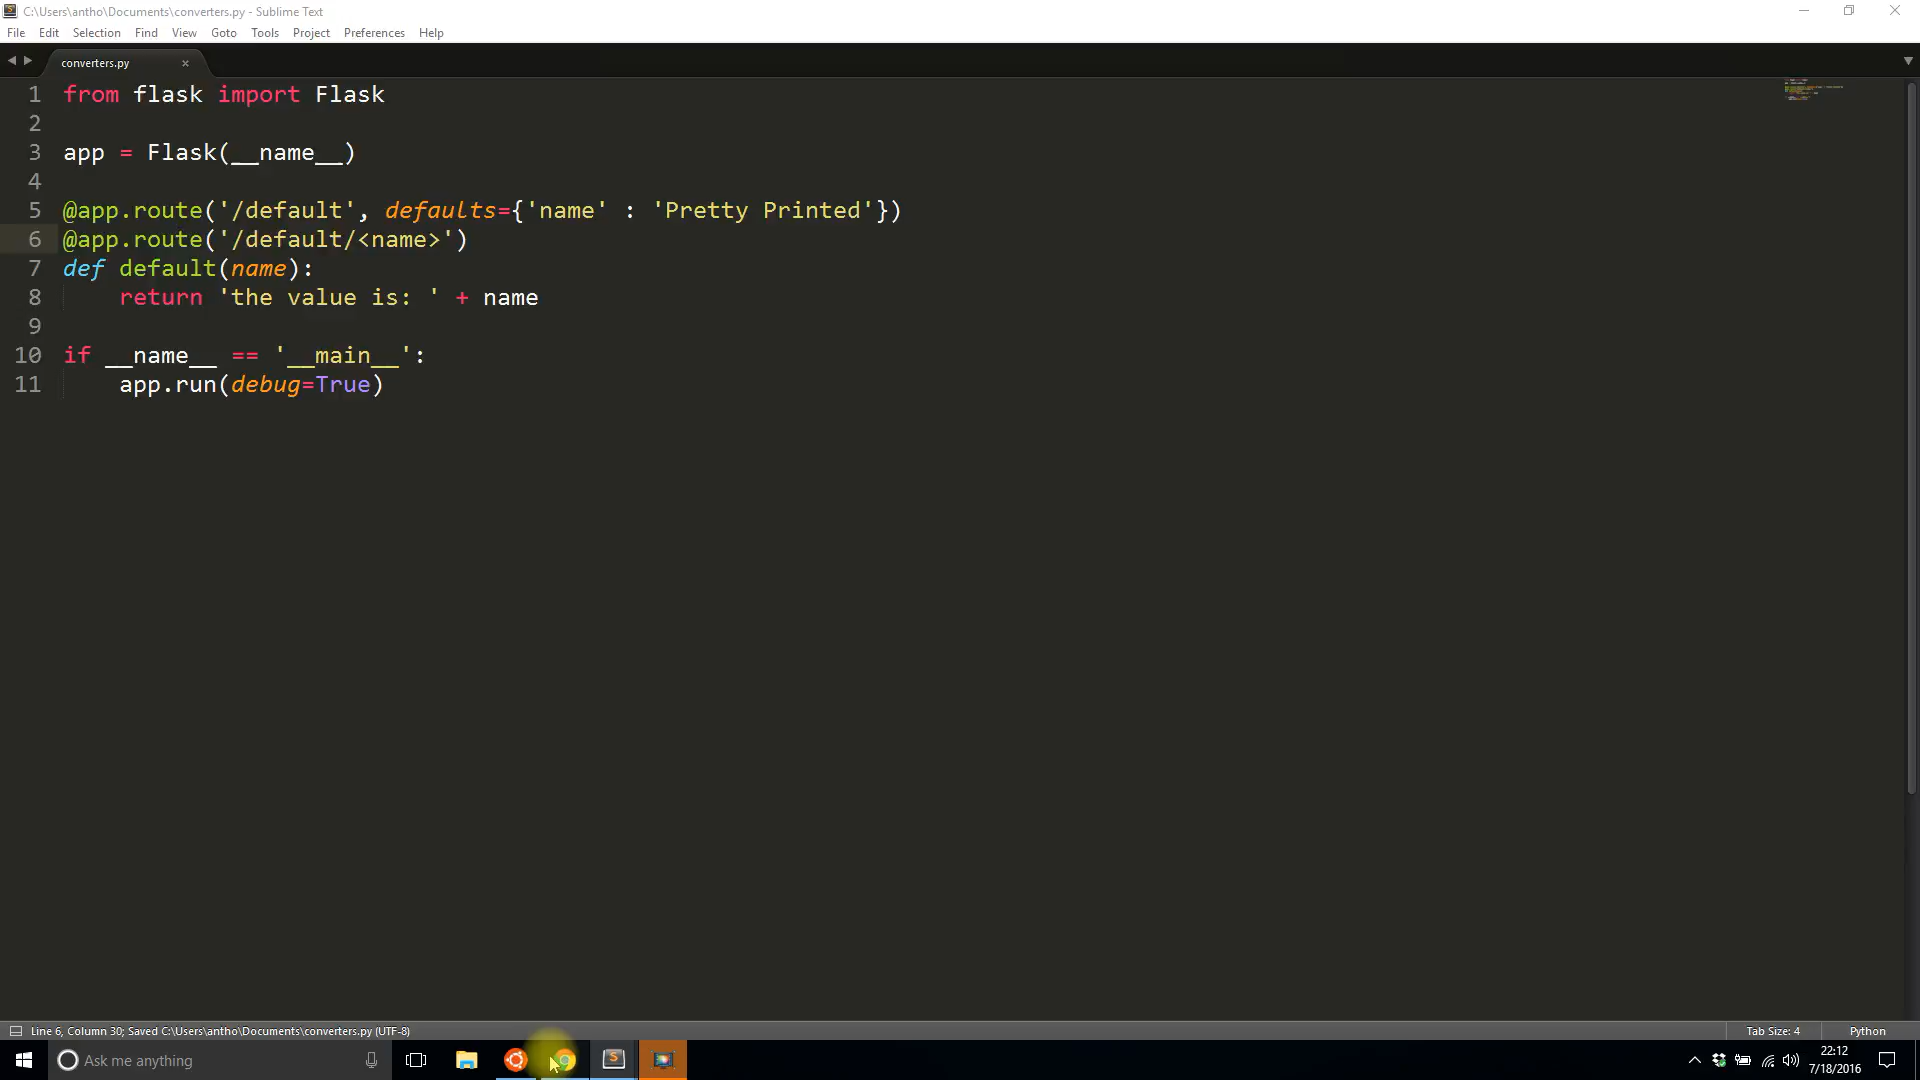 C:\Users\antho\Documents\converters.py - Sublime Text
File Edit Selection Find View Goto Tools Project Preferences Help
converters.py
1 from flask import Flask
2
3 app = Flask(__name__)
4
5 @app.route('/default', defaults={'name' : 'Pretty Printed'})
6 @app.route('/default/<name>')
7 def default(name):
8     return 'the value is: ' + name
9
10 if __name__ == '__main__':
11     app.run(debug=True)
Line 6, Column 30; Saved C:\Users\antho\Documents\converters.py (UTF-8) Tab Size: 4 Python
Ask me anything
22:12
7/18/2016